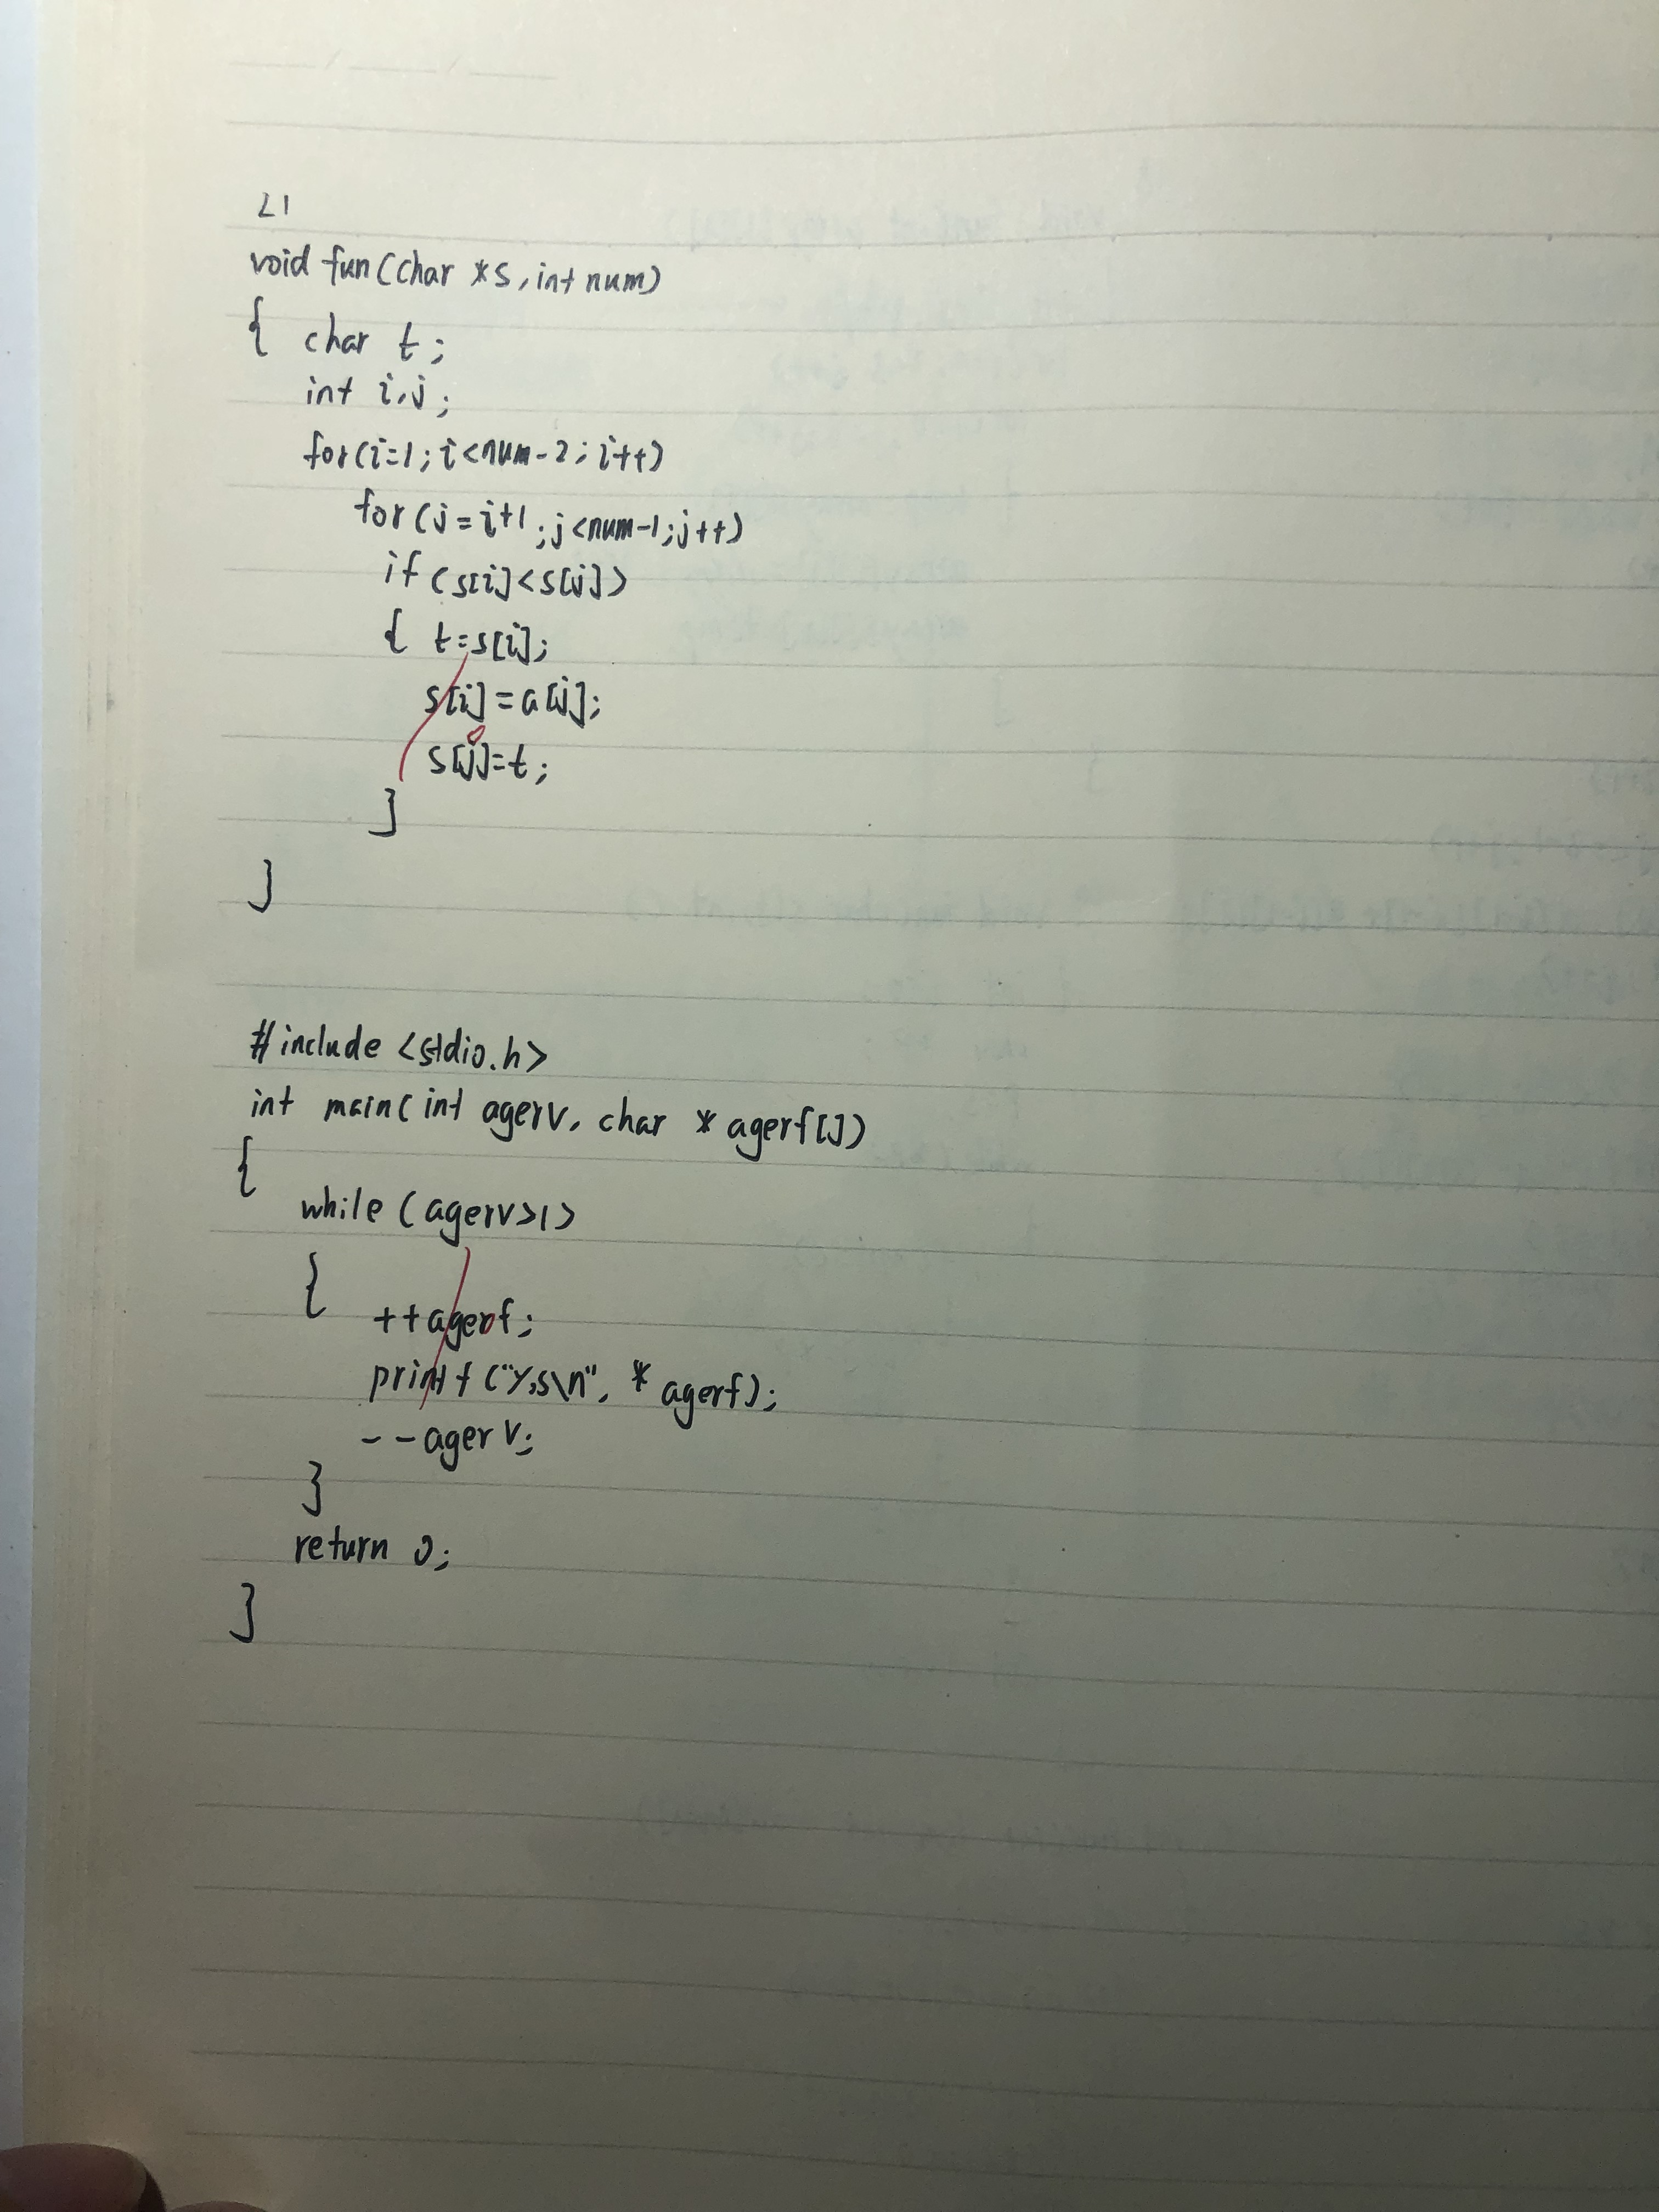 21
void fun(char *s,int num)
{ char t;
int i,j;
for(i=1;i<num-2;i++)
for(j=i+1;j<num-1;j++)
if(s[i]<s[j])
{ t=s[i];
s[i]=a[j];
s[j]=t;
}
}
#include <stdio.h>
int main(int agerv, char *agerf[])
{
while(agerv>1)
{
++agerf;
printf("%s\n", *agerf);
--agerv;
}
return 0;
}